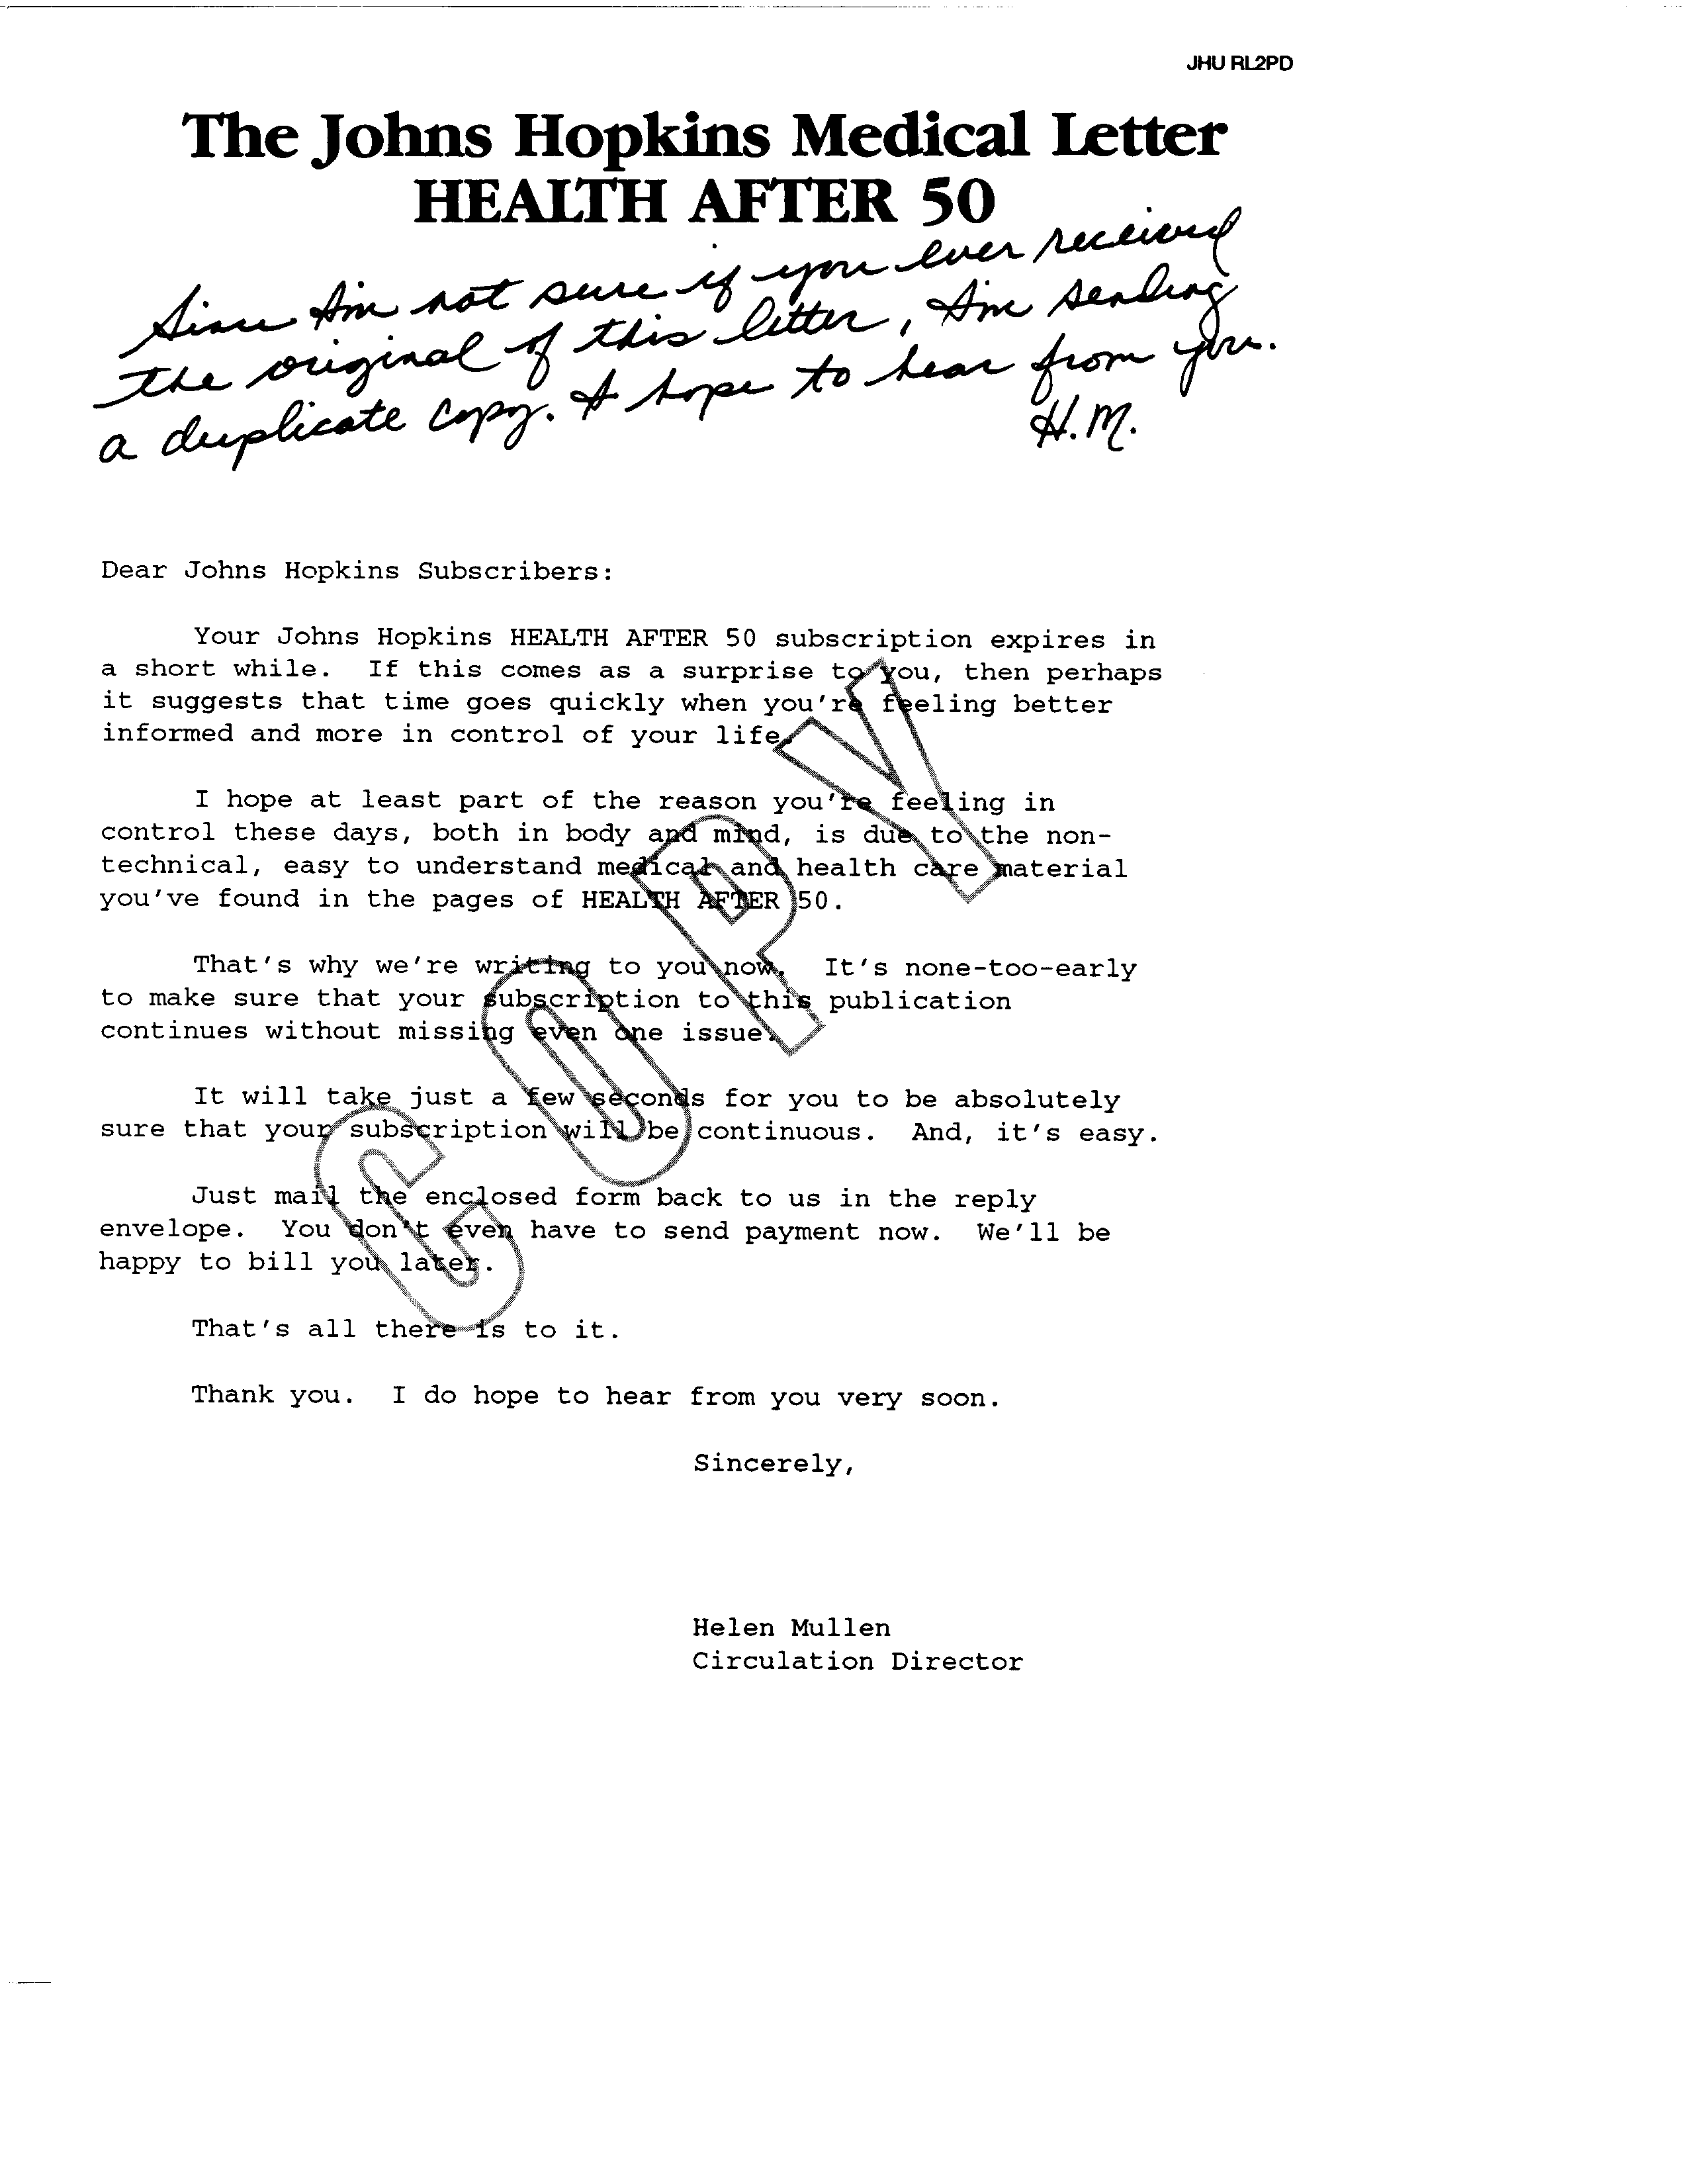 JHU RL2PD
The Johns Hopkins Medical Letter
HEALTH AFTER 50
Since I'm not sure if you ever received
the original of this letter, I'm sending
a duplicate copy. I hope to hear from you.
H.M.
Dear Johns Hopkins Subscribers:
Your Johns Hopkins HEALTH AFTER 50 subscription expires in
a short while. If this comes as a surprise to you, then perhaps
it suggests that time goes quickly when you're feeling better
informed and more in control of your life.
I hope at least part of the reason you're feeling in
control these days, both in body and mind, is due to the non-
technical, easy to understand medical and health care material
you've found in the pages of HEALTH AFTER 50.
That's why we're writing to you now. It's none-too-early
to make sure that your subscription to this publication
continues without missing even one issue.
It will take just a few seconds for you to be absolutely
sure that your subscription will be continuous. And, it's easy.
Just mail the enclosed form back to us in the reply
envelope. You don't even have to send payment now. We'll be
happy to bill you later.
That's all there is to it.
Thank you. I do hope to hear from you very soon.
Sincerely,
Helen Mullen
Circulation Director
COPY